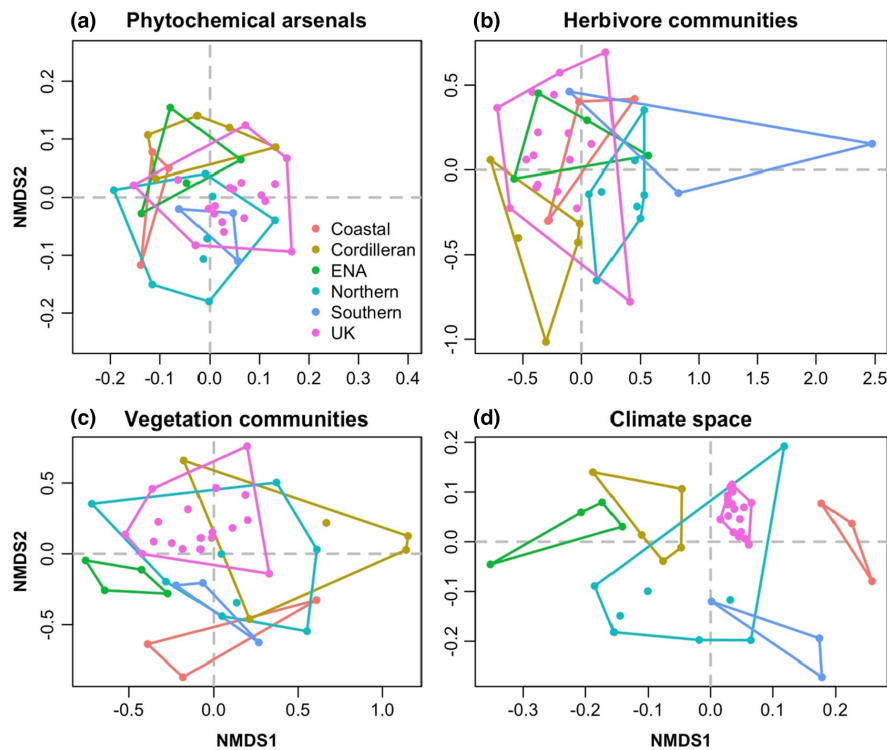 (a) Phytochemical arsenals
(b) Herbivore communities
NMDS2
0.2
0.1
0.0
-0.1
-0.2
-0.2 -0.1 0.0 0.1 0.2 0.3 0.4
Coastal
Cordilleran
ENA
Northern
Southern
UK
0.5
0.0
-0.5
-1.0
-0.5 0.0 0.5 1.0 1.5 2.0 2.5
(c) Vegetation communities
(d) Climate space
NMDS2
0.5
0.0
-0.5
-0.5 0.0 0.5 1.0
NMDS1
0.2
0.1
0.0
-0.1
-0.2
-0.3 -0.2 -0.1 0.0 0.1 0.2
NMDS1